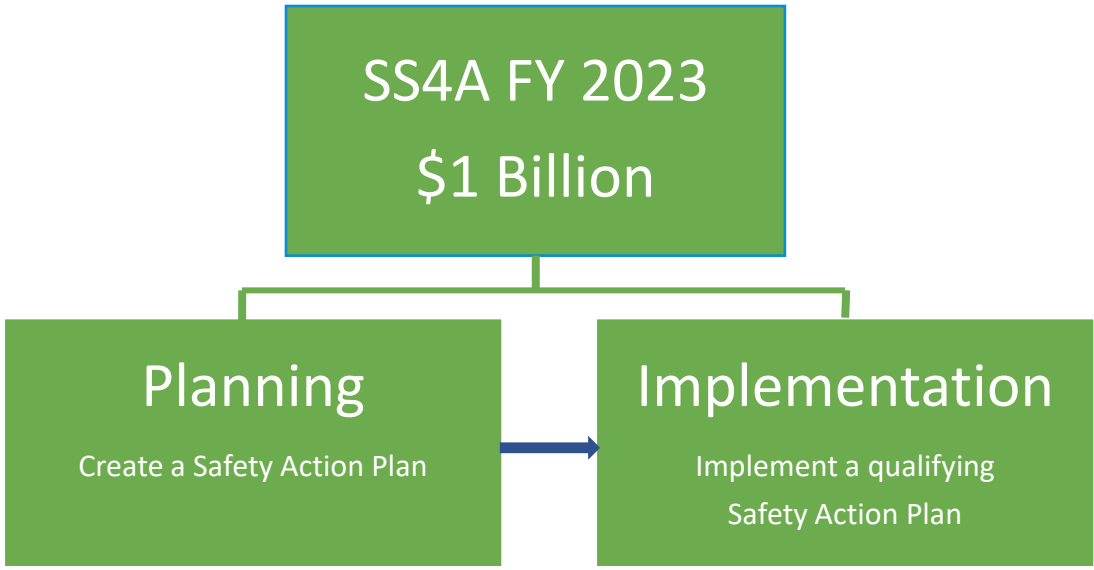 SS4A FY 2023
$1 Billion
Planning
Create a Safety Action Plan
Implementation
Implement a qualifying
Safety Action Plan